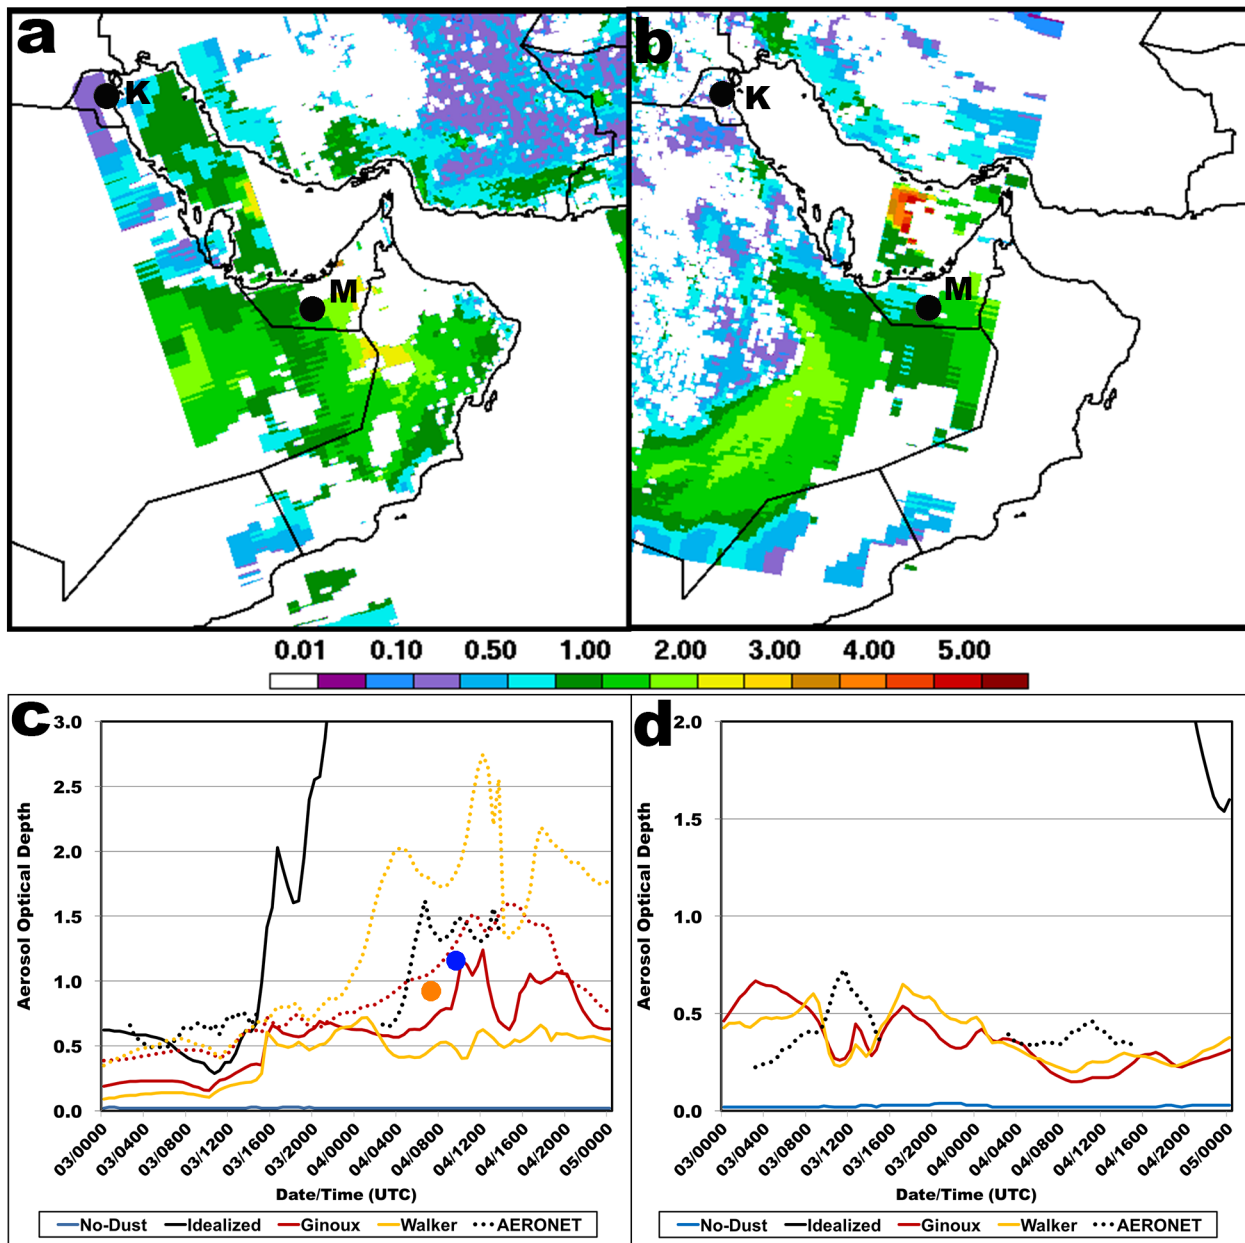 a
b
K
K
M
M
0.01 0.10 0.50 1.00 2.00 3.00 4.00 5.00
c
d
3.0
2.5
2.0
1.5
1.0
0.5
0.0
Aerosol Optical Depth
03/0000 03/0400 03/0800 03/1200 03/1600 03/2000 04/0000 04/0400 04/0800 04/1200 04/1600 04/2000 05/0000
Date/Time (UTC)
No-Dust Idealized Ginoux Walker AERONET
2.0
1.5
1.0
0.5
0.0
Aerosol Optical Depth
03/0000 03/0400 03/0800 03/1200 03/1600 03/2000 04/0000 04/0400 04/0800 04/1200 04/1600 04/2000 05/0000
Date/Time (UTC)
No-Dust Idealized Ginoux Walker AERONET